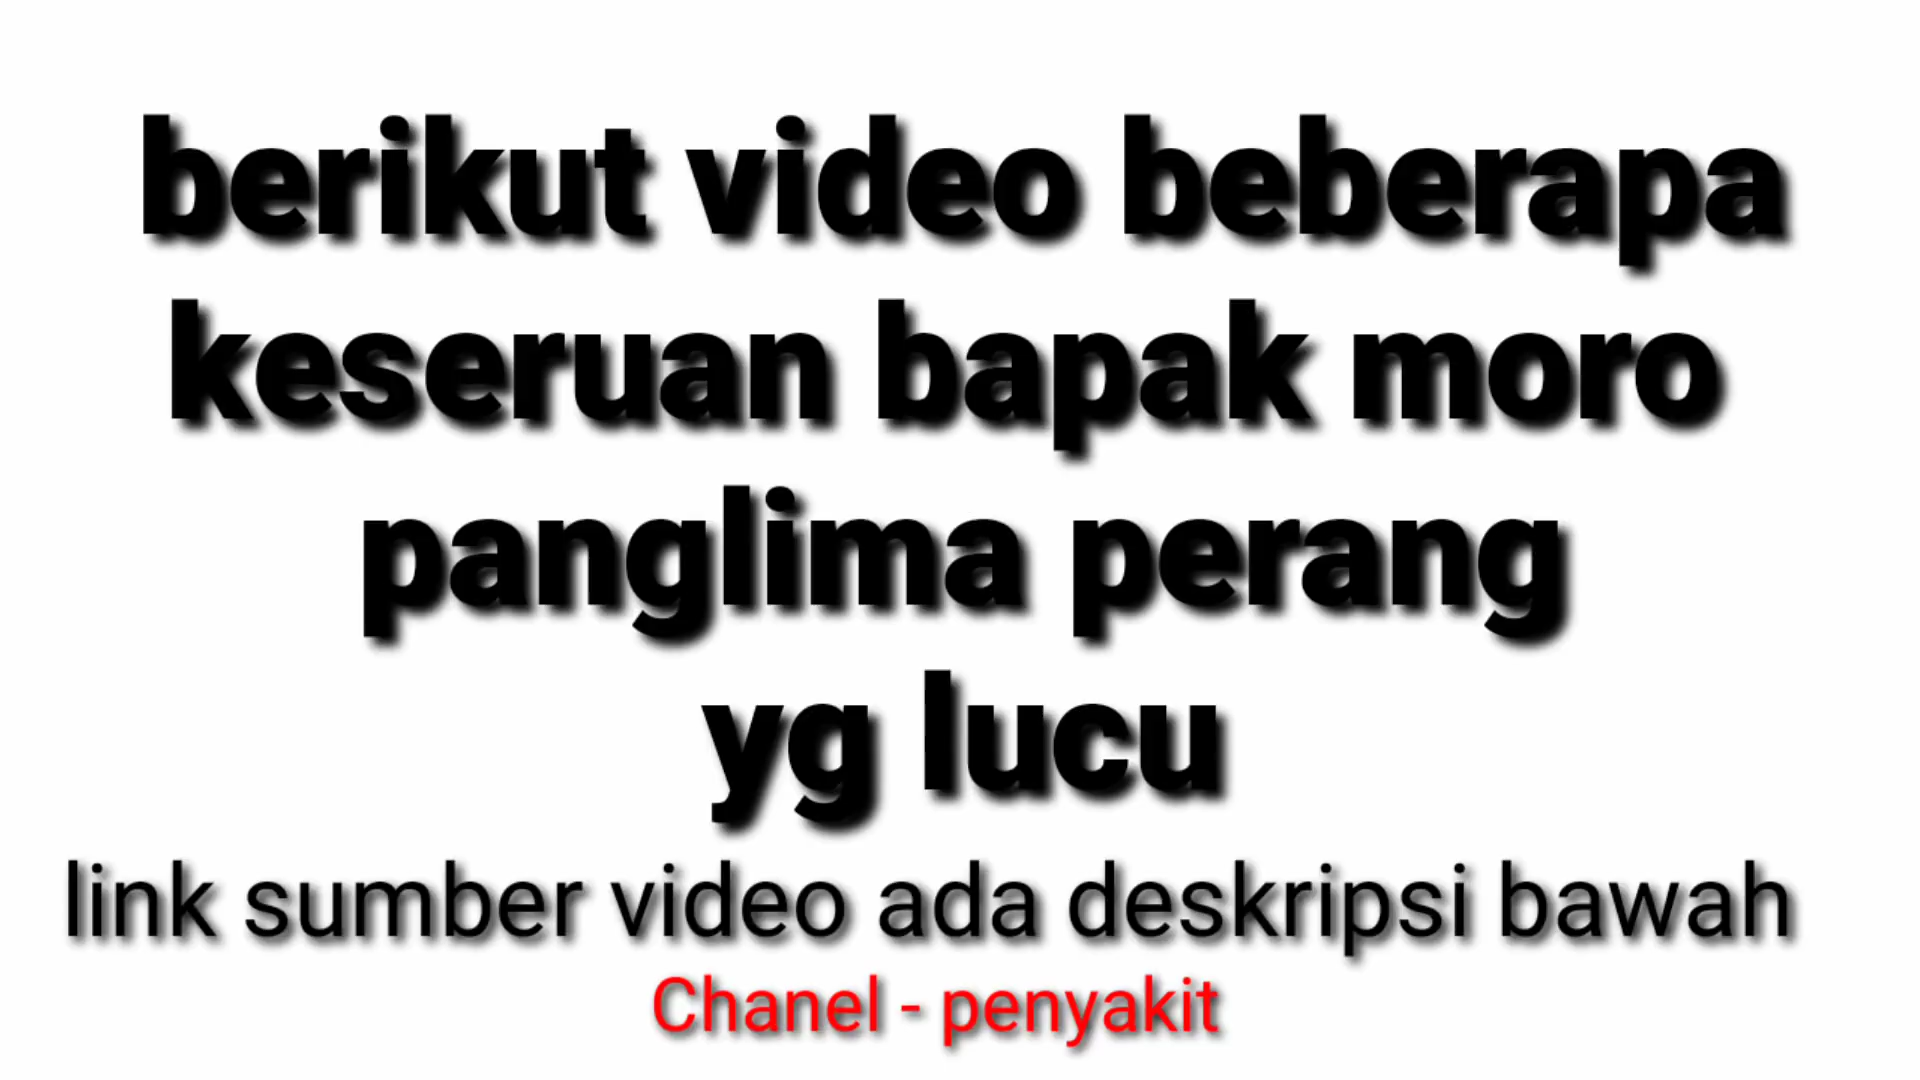 berikut video beberapa
keseruan bapak moro
panglima perang
yg lucu
link sumber video ada deskripsi bawah
Chanel - penyakit